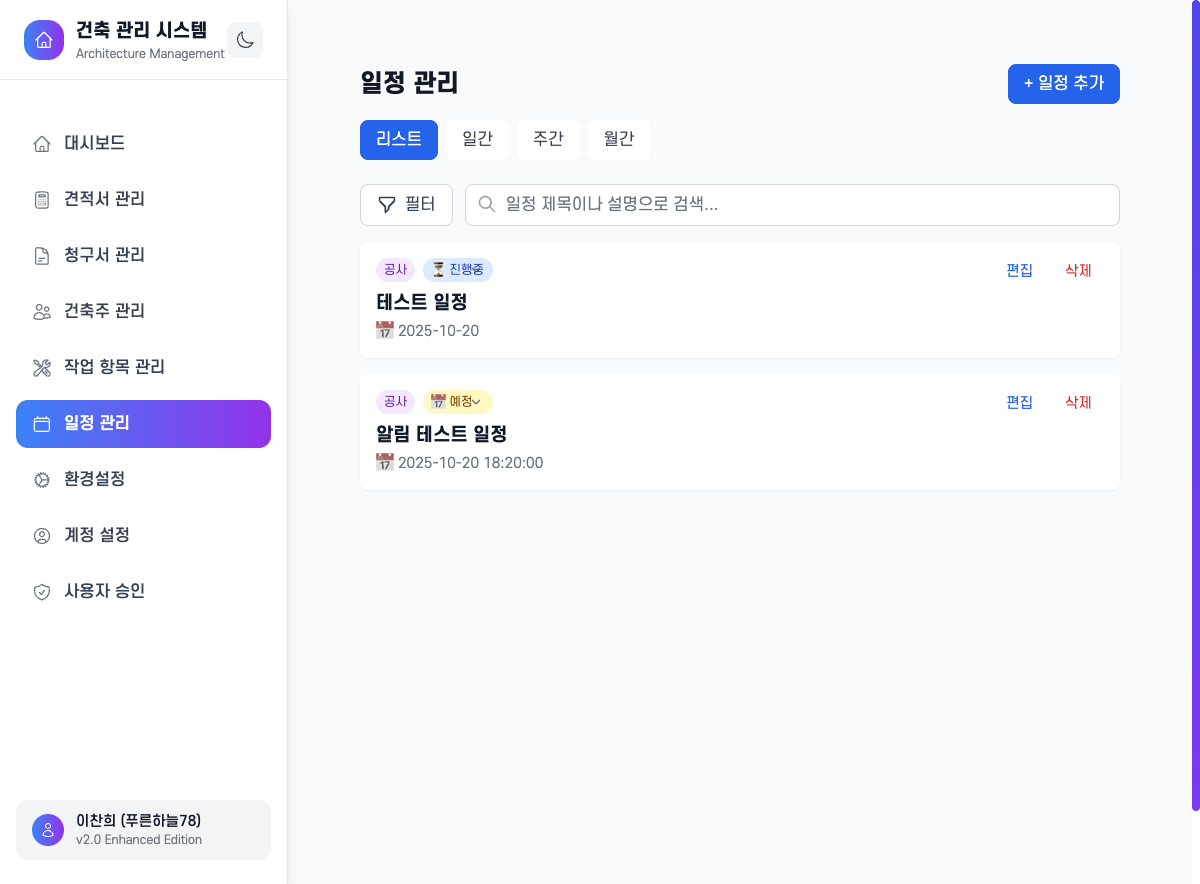 건축 관리 시스템
Architecture Management
대시보드
견적서 관리
청구서 관리
건축주 관리
작업 항목 관리
일정 관리
환경설정
계정 설정
사용자 승인
이찬희 (푸른하늘78)
v2.0 Enhanced Edition
일정 관리
+ 일정 추가
리스트 일간 주간 월간
필터 일정 제목이나 설명으로 검색...
공사 ⏳ 진행중 편집 삭제
테스트 일정
📅 2025-10-20
공사 📅 예정 편집 삭제
알림 테스트 일정
📅 2025-10-20 18:20:00